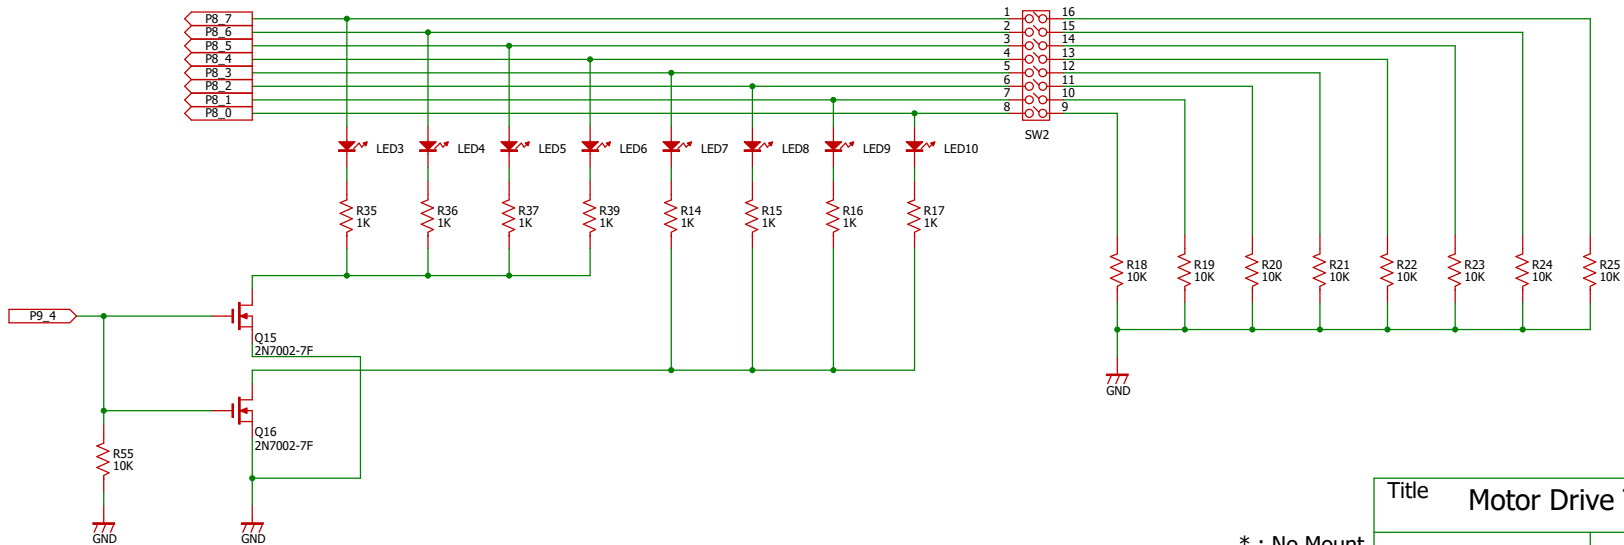 P8_7
P8_6
P8_5
P8_4
P8_3
P8_2
P8_1
P8_0
1 16
2 15
3 14
4 13
5 12
6 11
7 10
8 9
SW2
LED3 LED4 LED5 LED6 LED7 LED8 LED9 LED10
R35 R36 R37 R39 R14 R15 R16 R17
1K 1K 1K 1K 1K 1K 1K 1K
R18 R19 R20 R21 R22 R23 R24 R25
10K 10K 10K 10K 10K 10K 10K 10K
P9_4
Q15
2N7002-7F
GND
Q16
2N7002-7F
R55
10K
GND GND
Title Motor Drive
* : No Mount